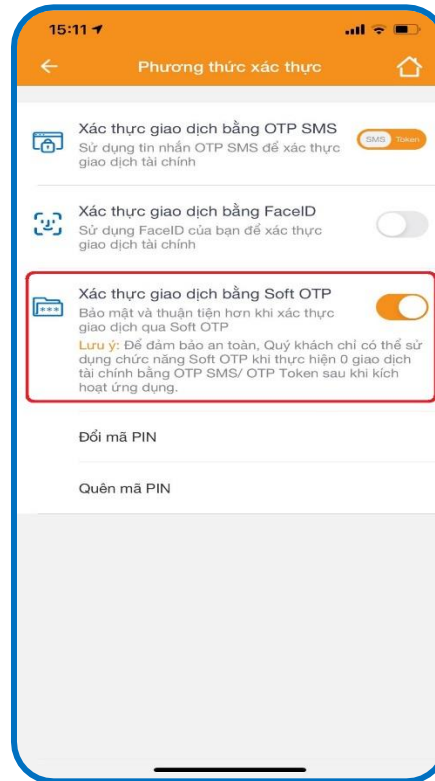 15:11
Phương thức xác thực
Xác thực giao dịch bằng OTP SMS
Sử dụng tin nhắn OTP SMS để xác thực
giao dịch tài chính
SMS Token
Xác thực giao dịch bằng FaceID
Sử dụng FaceID của bạn để xác thực
giao dịch tài chính
***
Xác thực giao dịch bằng Soft OTP
Bảo mật và thuận tiện hơn khi xác thực
giao dịch qua Soft OTP
Lưu ý: Để đảm bảo an toàn, Quý khách chỉ có thể sử
dụng chức năng Soft OTP khi thực hiện 0 giao dịch
tài chính bằng OTP SMS/ OTP Token sau khi kích
hoạt ứng dụng.
Đổi mã PIN
Quên mã PIN